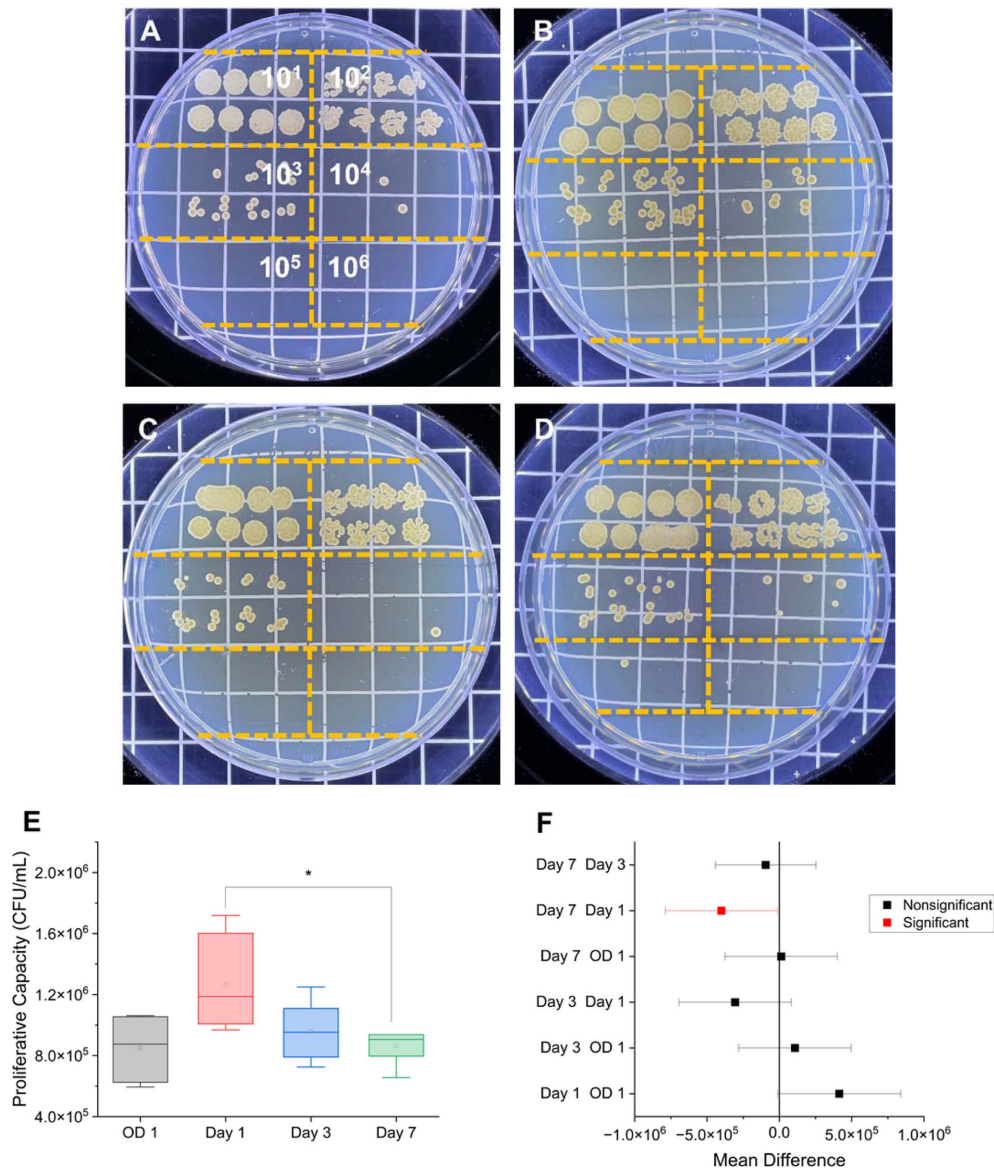 A
10¹ 10²
10³ 10⁴
10⁵ 10⁶
B
C
D
E
Proliferative Capacity (CFU/mL)
2.0×10⁶
1.6×10⁶
1.2×10⁶
8.0×10⁵
4.0×10⁵
*
OD 1 Day 1 Day 3 Day 7
F
Day 7 Day 3
Day 7 Day 1
Day 7 OD 1
Day 3 Day 1
Day 3 OD 1
Day 1 OD 1
Nonsignificant
Significant
−1.0×10⁶ −5.0×10⁵ 0.0 5.0×10⁵ 1.0×10⁶
Mean Difference